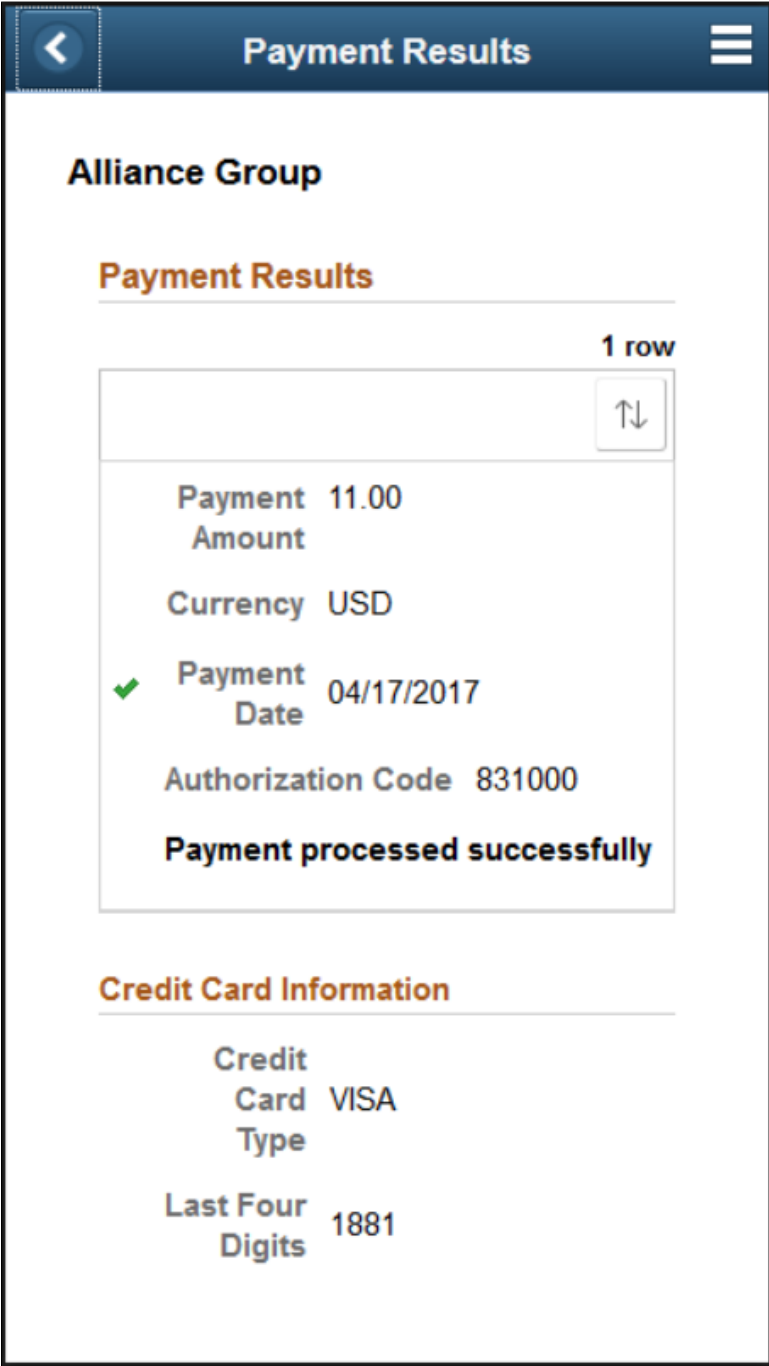 Payment Results
Alliance Group
Payment Results
1 row
Payment Amount 11.00
Currency USD
Payment Date 04/17/2017
Authorization Code 831000
Payment processed successfully
Credit Card Information
Credit Card Type VISA
Last Four Digits 1881